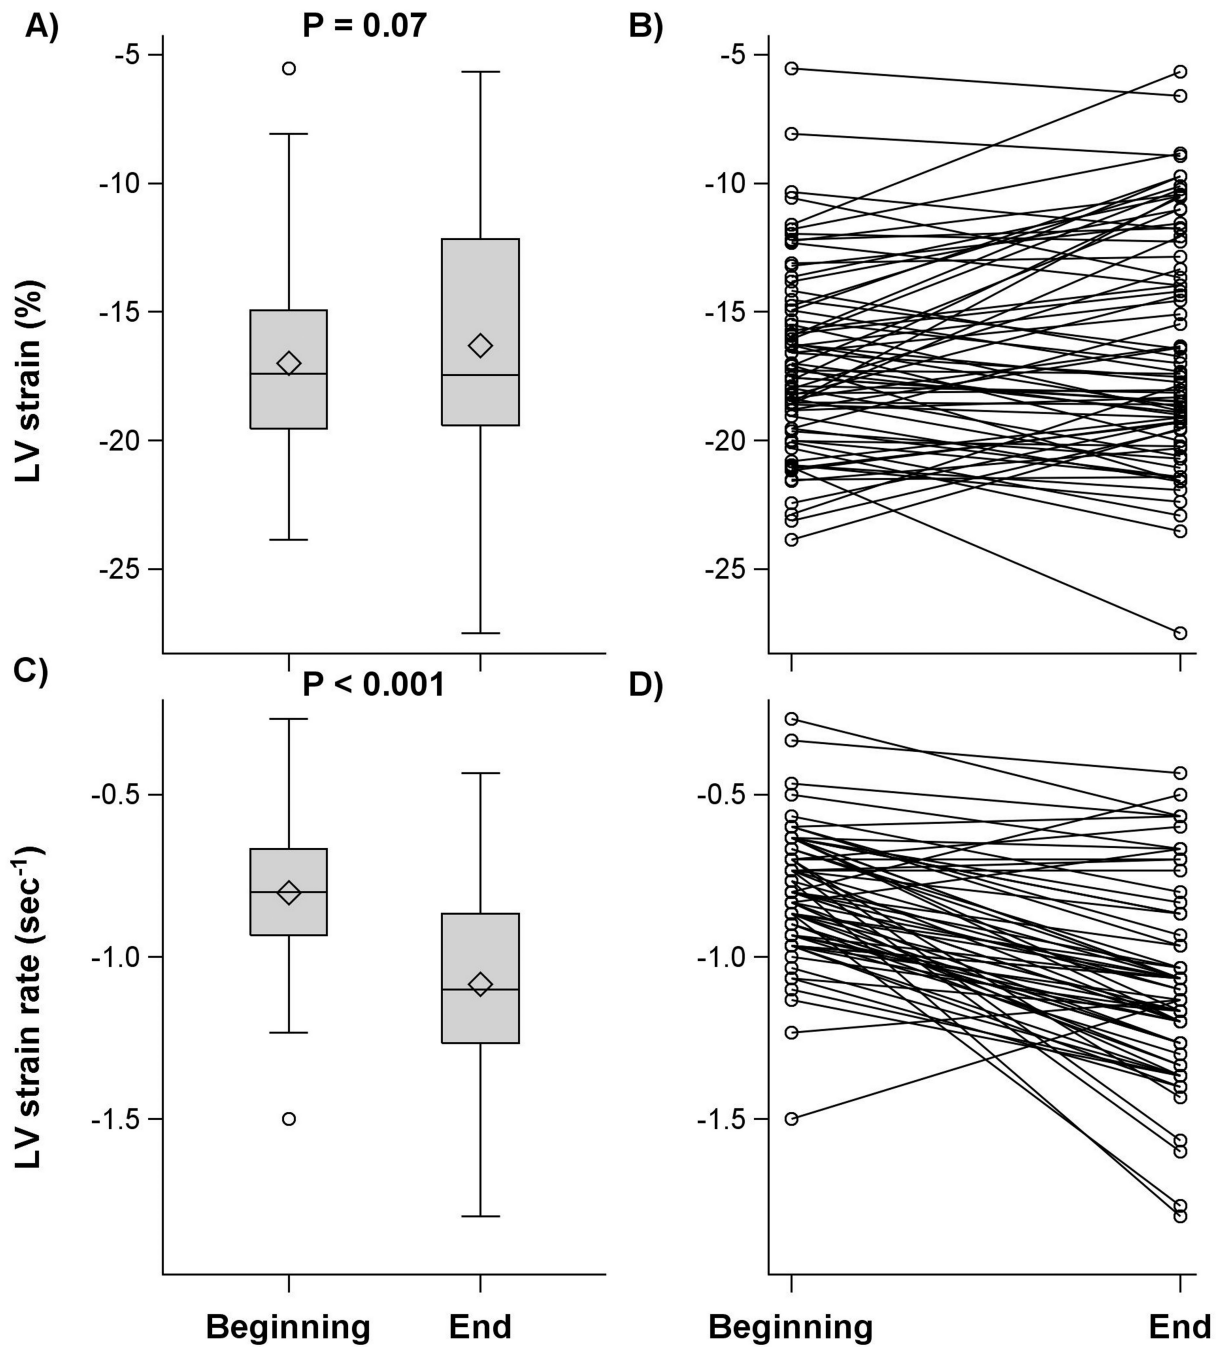 A)
P = 0.07
B)
LV strain (%)
-5
-10
-15
-20
-25
-5
-10
-15
-20
-25
C)
P < 0.001
D)
LV strain rate (sec⁻¹)
-0.5
-1.0
-1.5
-0.5
-1.0
-1.5
Beginning
End
Beginning
End